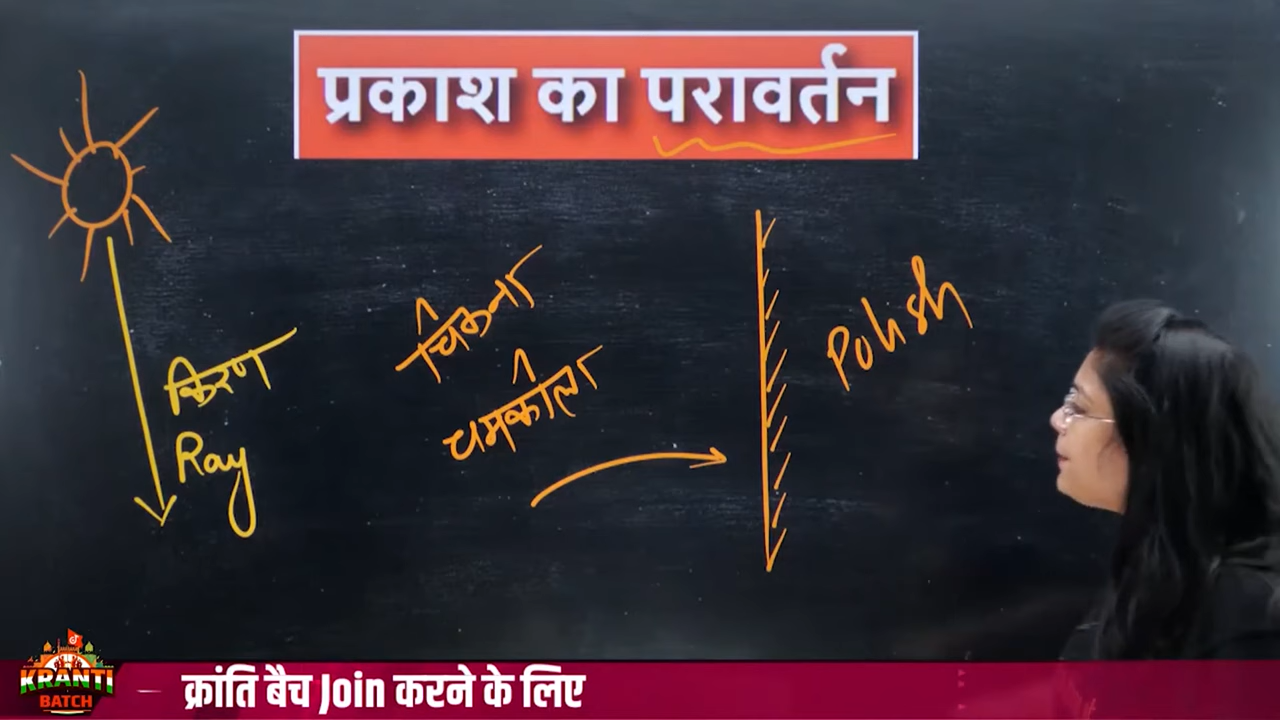 प्रकाश का परावर्तन
किरण
Ray
चिकना
चमकीला
Polish
KRANTI
BATCH
क्रांति बैच Join करने के लिए